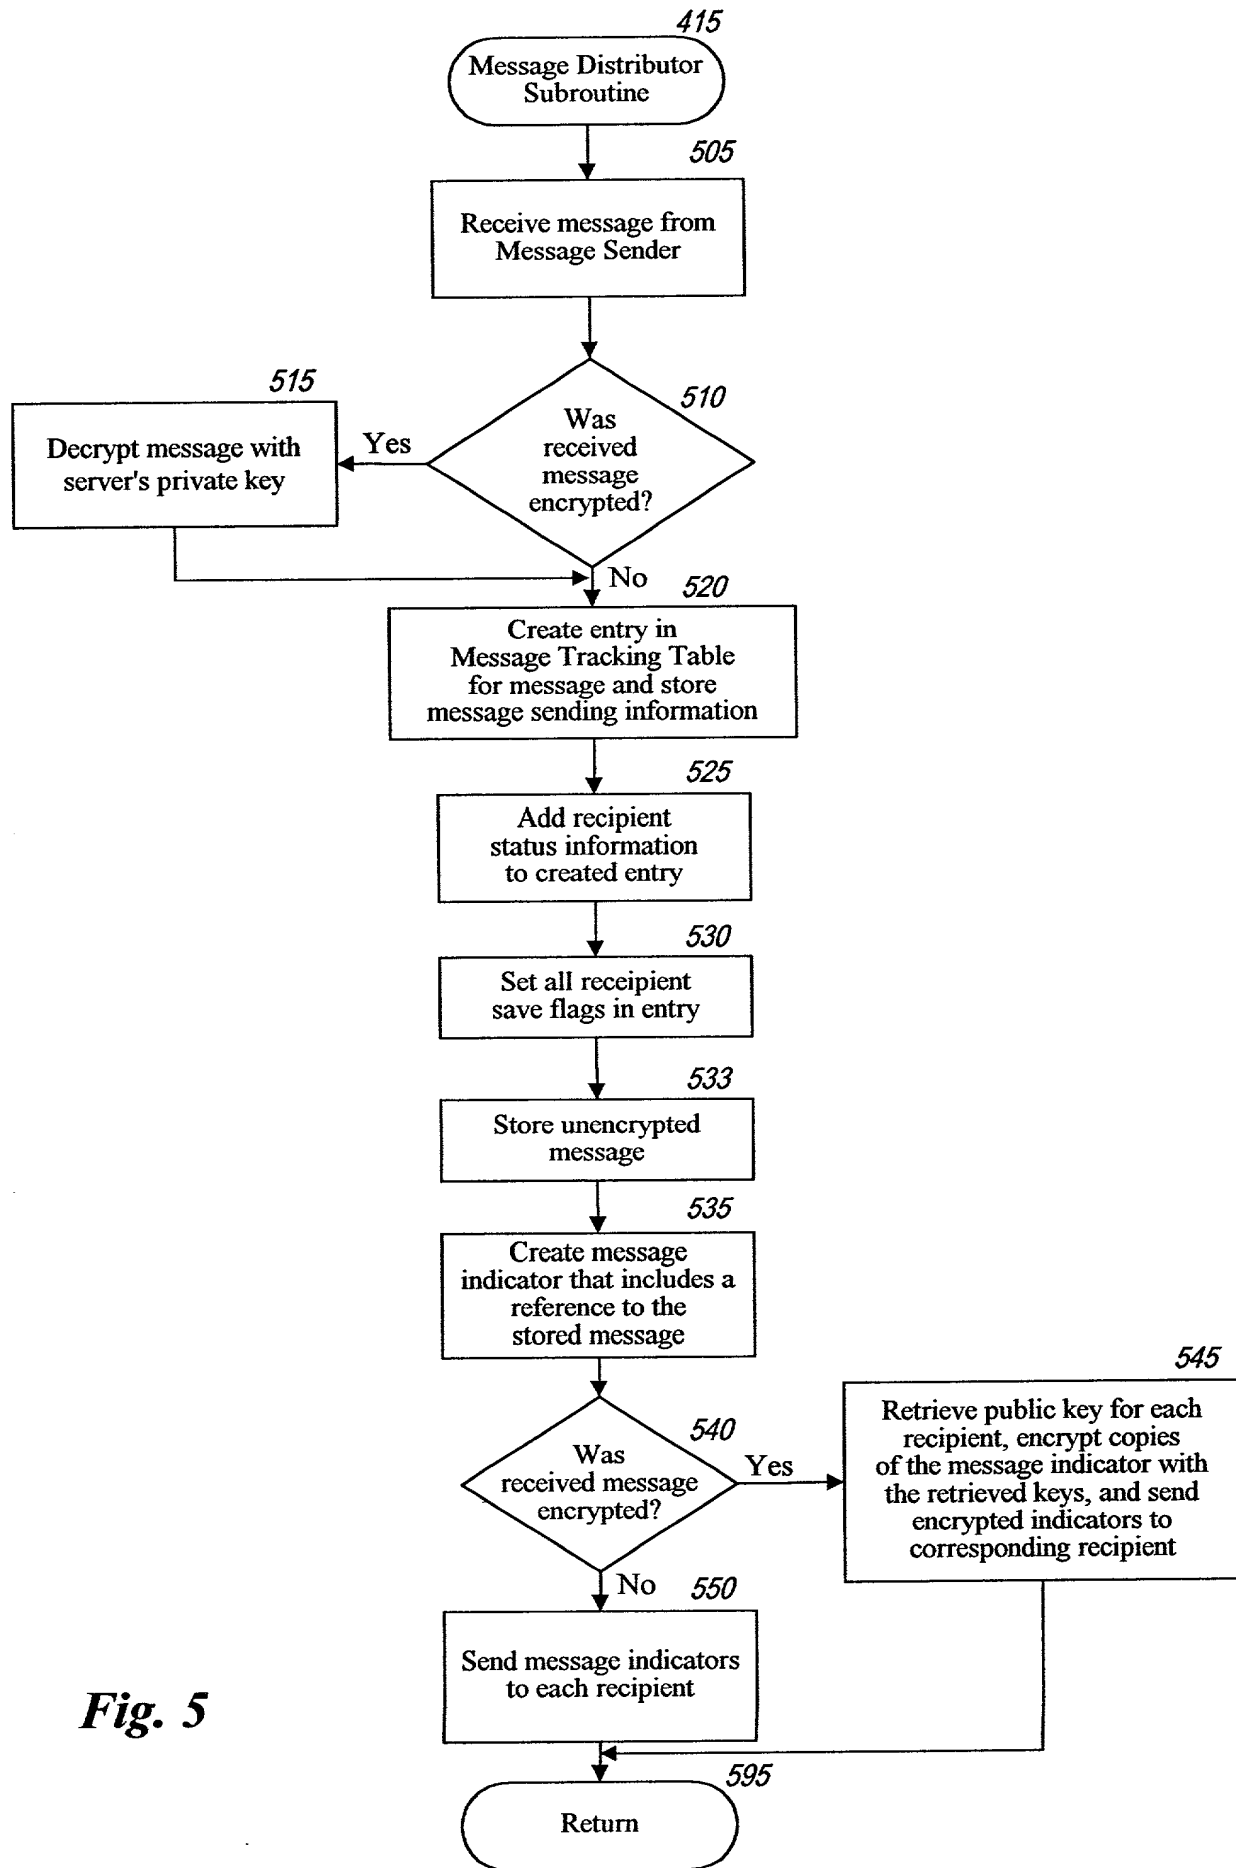 415
Message Distributor
Subroutine
505
Receive message from
Message Sender
510
Was
received
message
encrypted?
Yes
515
Decrypt message with
server's private key
No
520
Create entry in
Message Tracking Table
for message and store
message sending information
525
Add recipient
status information
to created entry
530
Set all receipient
save flags in entry
533
Store unencrypted
message
535
Create message
indicator that includes a
reference to the
stored message
540
Was
received message
encrypted?
Yes
545
Retrieve public key for each
recipient, encrypt copies
of the message indicator with
the retrieved keys, and send
encrypted indicators to
corresponding recipient
No
550
Send message indicators
to each recipient
595
Return
Fig. 5